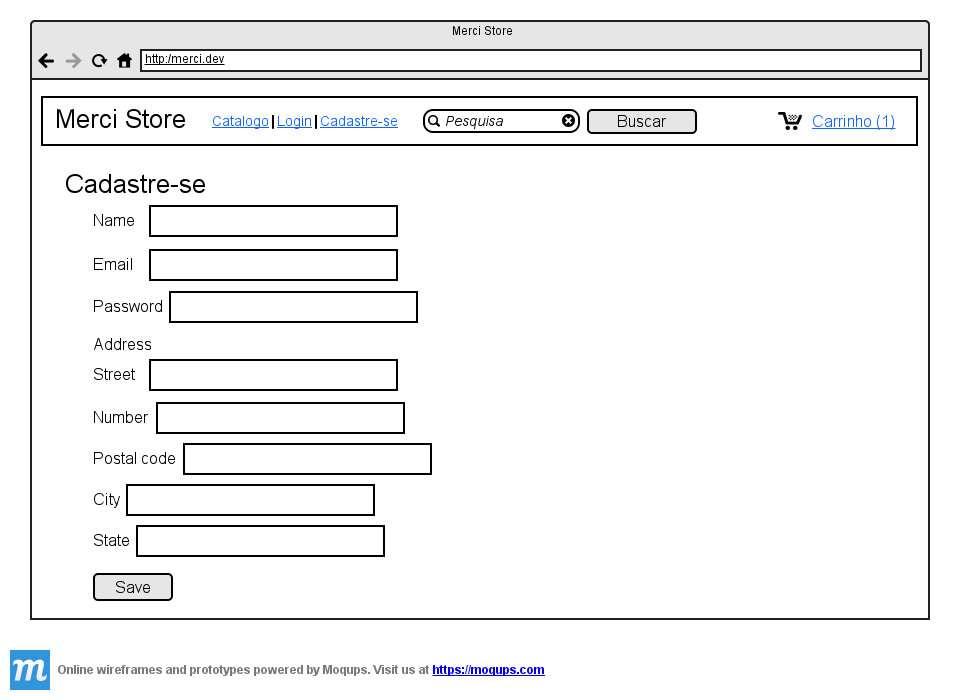 Merci Store
http:/merci.dev
Merci Store Catalogo | Login | Cadastre-se Pesquisa Buscar Carrinho (1)
Cadastre-se
Name
Email
Password
Address
Street
Number
Postal code
City
State
Save
m Online wireframes and prototypes powered by Moqups. Visit us at https://moqups.com